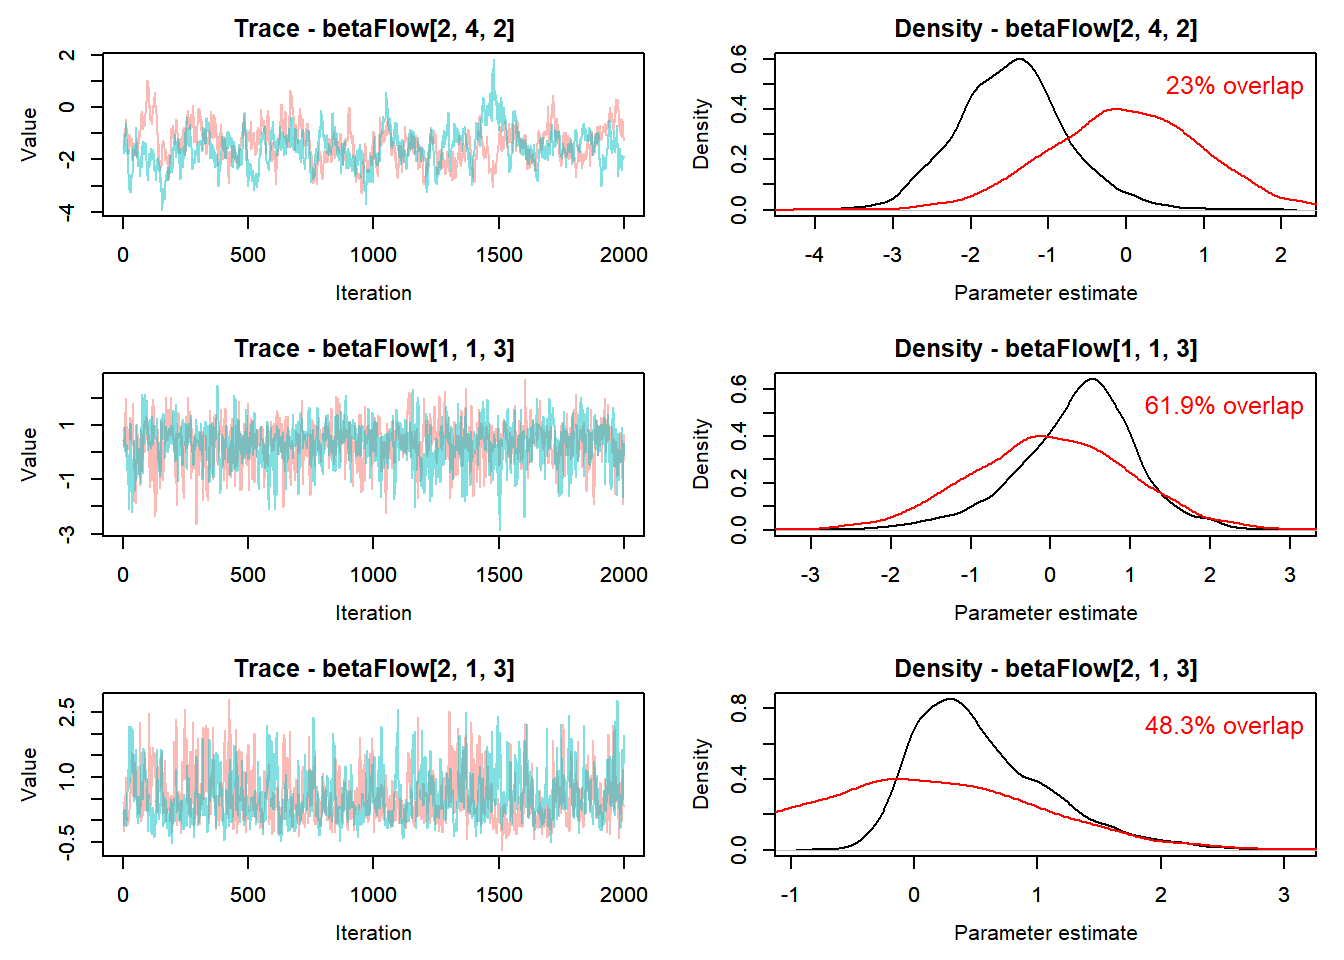 Trace - betaFlow[2, 4, 2]
Value
2
0
-2
-4
0 500 1000 1500 2000
Iteration
Density - betaFlow[2, 4, 2]
23% overlap
Density
0.6
0.4
0.2
0.0
-4 -3 -2 -1 0 1 2
Parameter estimate
Trace - betaFlow[1, 1, 3]
Value
1
-1
-3
0 500 1000 1500 2000
Iteration
Density - betaFlow[1, 1, 3]
61.9% overlap
Density
0.6
0.4
0.2
0.0
-3 -2 -1 0 1 2 3
Parameter estimate
Trace - betaFlow[2, 1, 3]
Value
2.5
1.0
-0.5
0 500 1000 1500 2000
Iteration
Density - betaFlow[2, 1, 3]
48.3% overlap
Density
0.8
0.4
0.0
-1 0 1 2 3
Parameter estimate